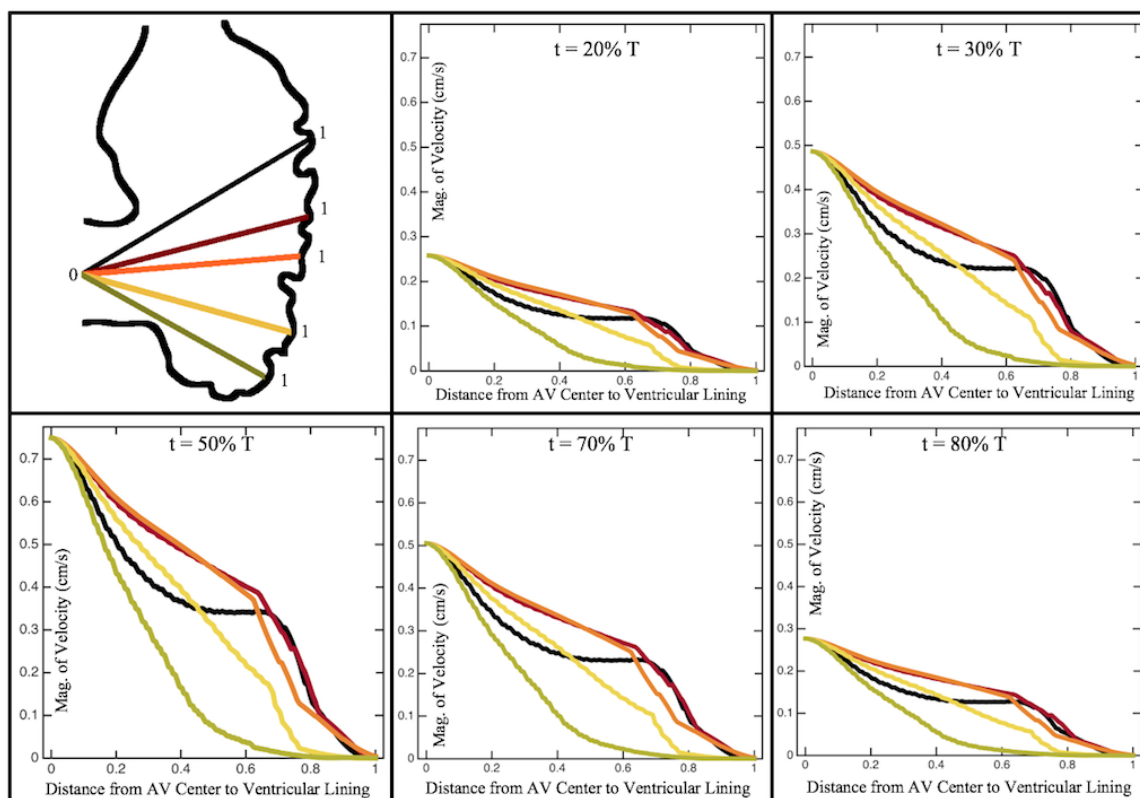 0
1
1
1
1
1
t = 20% T
Mag. of Velocity (cm/s)
0.7
0.6
0.5
0.4
0.3
0.2
0.1
0
0 0.2 0.4 0.6 0.8 1
Distance from AV Center to Ventricular Lining
t = 30% T
Mag. of Velocity (cm/s)
0.7
0.6
0.5
0.4
0.3
0.2
0.1
0
0 0.2 0.4 0.6 0.8 1
Distance from AV Center to Ventricular Lining
t = 50% T
Mag. of Velocity (cm/s)
0.7
0.6
0.5
0.4
0.3
0.2
0.1
0
0 0.2 0.4 0.6 0.8 1
Distance from AV Center to Ventricular Lining
t = 70% T
Mag. of Velocity (cm/s)
0.7
0.6
0.5
0.4
0.3
0.2
0.1
0
0 0.2 0.4 0.6 0.8 1
Distance from AV Center to Ventricular Lining
t = 80% T
Mag. of Velocity (cm/s)
0.7
0.6
0.5
0.4
0.3
0.2
0.1
0
0 0.2 0.4 0.6 0.8 1
Distance from AV Center to Ventricular Lining